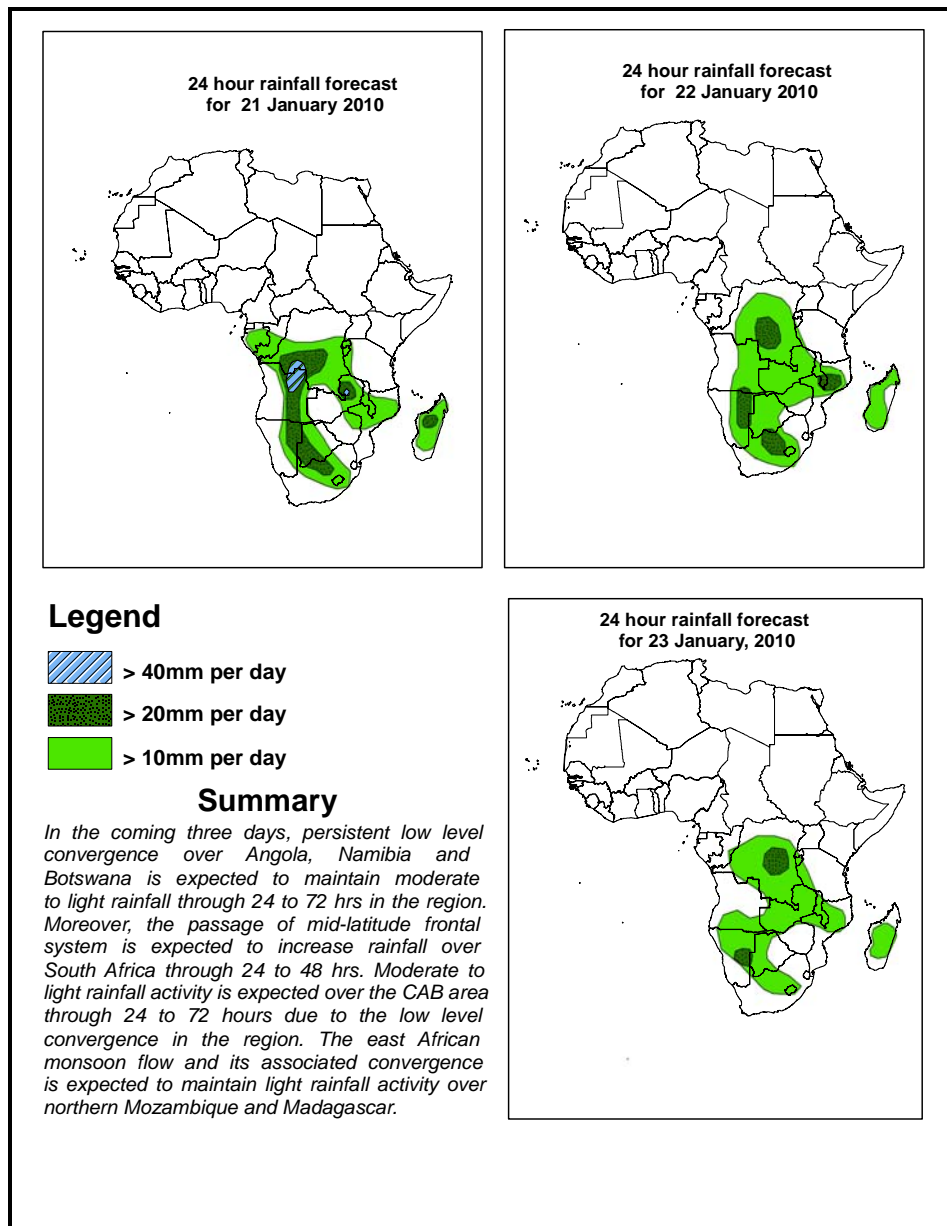 24 hour rainfall forecast
for 21 January 2010
24 hour rainfall forecast
for 22 January 2010
Legend
> 40mm per day
> 20mm per day
> 10mm per day
24 hour rainfall forecast
for 23 January, 2010
Summary
In the coming three days, persistent low level
convergence over Angola, Namibia and
Botswana is expected to maintain moderate
to light rainfall through 24 to 72 hrs in the region.
Moreover, the passage of mid-latitude frontal
system is expected to increase rainfall over
South Africa through 24 to 48 hrs. Moderate to
light rainfall activity is expected over the CAB area
through 24 to 72 hours due to the low level
convergence in the region. The east African
monsoon flow and its associated convergence
is expected to maintain light rainfall activity over
northern Mozambique and Madagascar.